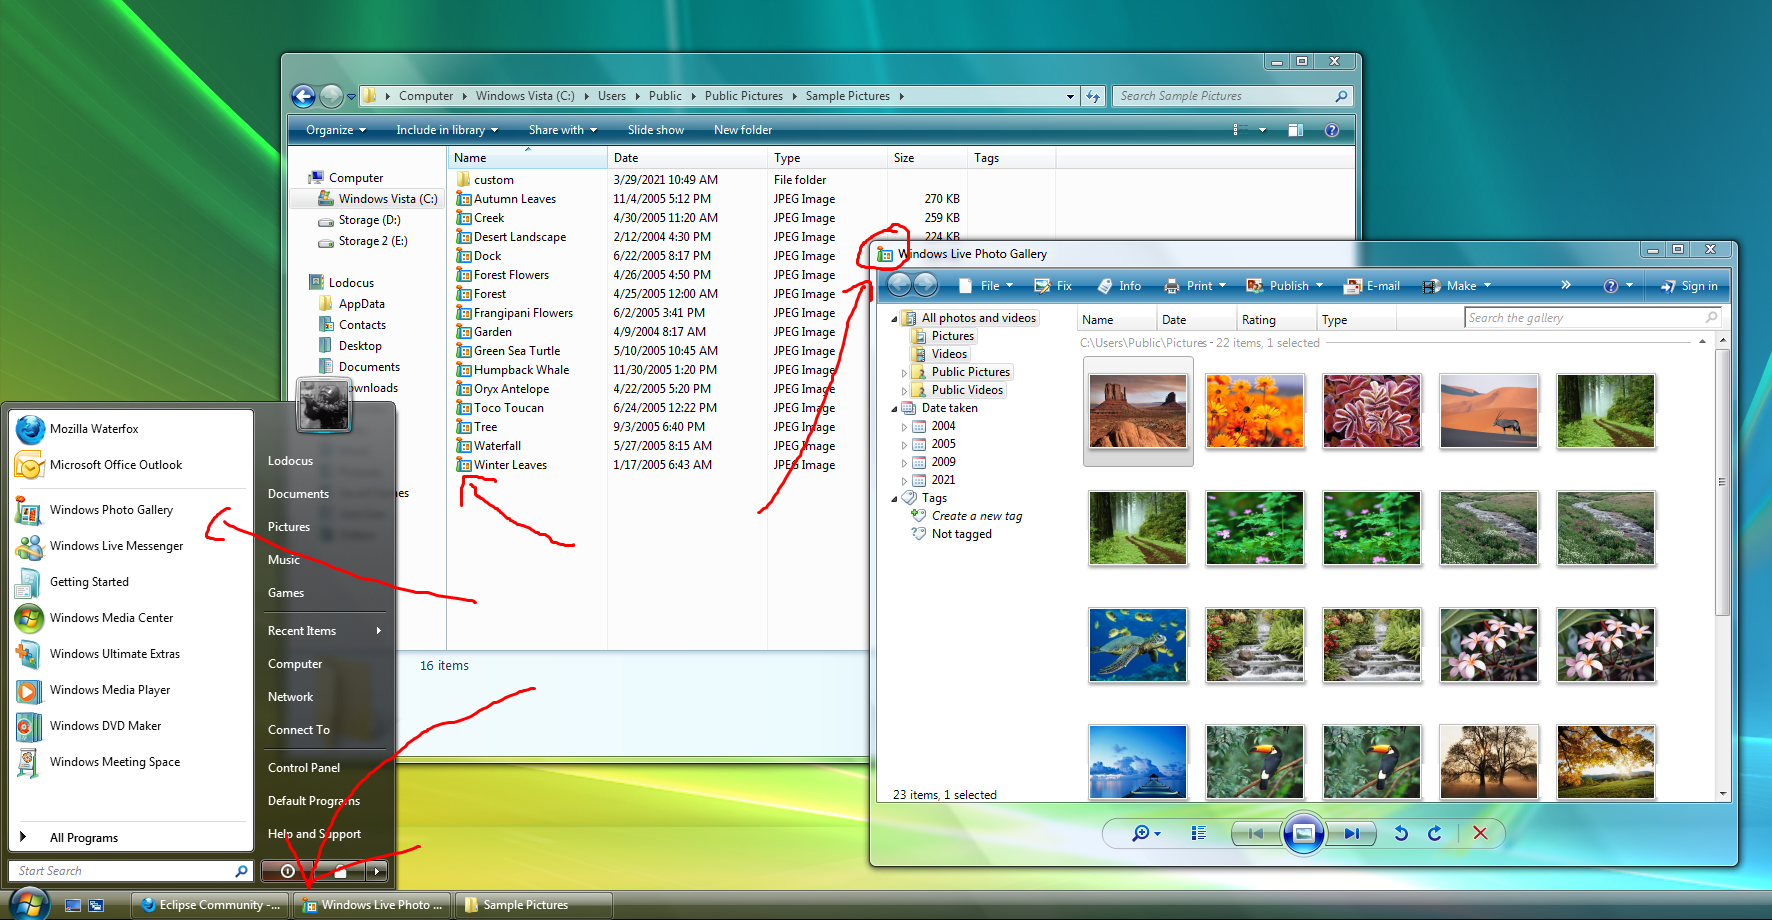 Computer
Windows Vista (C:)
Users
Public
Public Pictures
Sample Pictures
Search Sample Pictures
Organize
Include in library
Share with
Slide show
New folder
Name Date Type Size Tags
custom 3/29/2021 10:49 AM File folder
Autumn Leaves 11/4/2005 5:12 PM JPEG Image 270 KB
Creek 4/30/2005 11:20 AM JPEG Image 259 KB
Desert Landscape 2/12/2004 4:30 PM JPEG Image 224 KB
Dock 6/22/2005 8:17 PM JPEG Image
Forest Flowers 4/26/2005 4:50 PM JPEG Image
Forest 4/25/2005 12:00 AM JPEG Image
Frangipani Flowers 6/2/2005 3:41 PM JPEG Image
Garden 4/9/2004 8:17 AM JPEG Image
Green Sea Turtle 5/10/2005 10:45 AM JPEG Image
Humpback Whale 11/30/2005 1:20 PM JPEG Image
Oryx Antelope 4/22/2005 5:20 PM JPEG Image
Toco Toucan 6/24/2005 12:22 PM JPEG Image
Tree 9/3/2005 6:40 PM JPEG Image
Waterfall 5/27/2005 8:15 AM JPEG Image
Winter Leaves 1/17/2005 6:43 AM JPEG Image
16 items
Computer
Windows Vista (C:)
Storage (D:)
Storage 2 (E:)
Lodocus
AppData
Contacts
Desktop
Documents
ownloads
es
Windows Live Photo Gallery
File
Fix
Info
Print
Publish
E-mail
Make
»
Sign in
All photos and videos
Pictures
Videos
Public Pictures
Public Videos
Date taken
2004
2005
2009
2021
Tags
Create a new tag
Not tagged
Name Date Rating Type
Search the gallery
C:\Users\Public\Pictures - 22 items, 1 selected
23 items, 1 selected
Mozilla Waterfox
Microsoft Office Outlook
Windows Photo Gallery
Windows Live Messenger
Getting Started
Windows Media Center
Windows Ultimate Extras
Windows Media Player
Windows DVD Maker
Windows Meeting Space
All Programs
Start Search
Lodocus
Documents
Pictures
Music
Games
Recent Items
Computer
Network
Connect To
Control Panel
Default Programs
Help and Support
Eclipse Community -...
Windows Live Photo ...
Sample Pictures